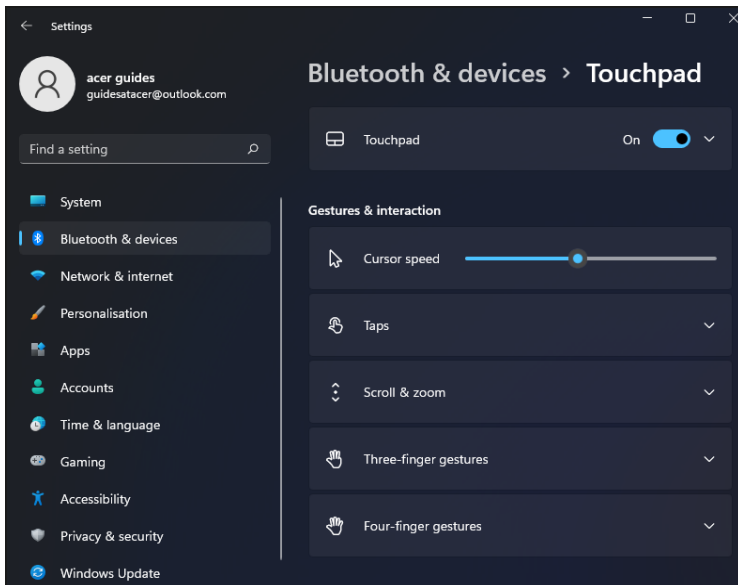 Settings
acer guides
guidesatacer@outlook.com
Find a setting
System
Bluetooth & devices
Network & internet
Personalisation
Apps
Accounts
Time & language
Gaming
Accessibility
Privacy & security
Windows Update
Bluetooth & devices > Touchpad
Touchpad On
Gestures & interaction
Cursor speed
Taps
Scroll & zoom
Three-finger gestures
Four-finger gestures